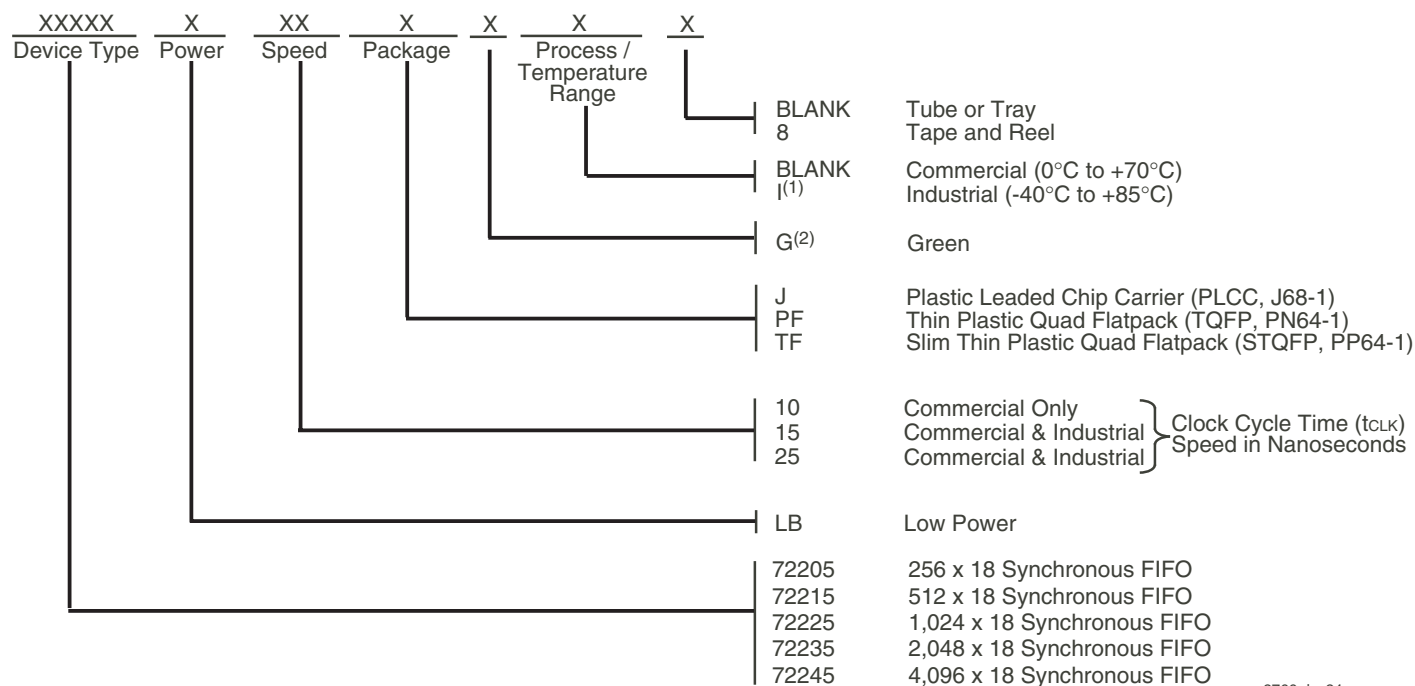 XXXXX X XX X X X X
Device Type Power Speed Package Process /
Temperature
Range
BLANK Tube or Tray
8 Tape and Reel
BLANK Commercial (0°C to +70°C)
I(1) Industrial (-40°C to +85°C)
G(2) Green
J Plastic Leaded Chip Carrier (PLCC, J68-1)
PF Thin Plastic Quad Flatpack (TQFP, PN64-1)
TF Slim Thin Plastic Quad Flatpack (STQFP, PP64-1)
10 Commercial Only
15 Commercial & Industrial
25 Commercial & Industrial
Clock Cycle Time (tCLK)
Speed in Nanoseconds
LB Low Power
72205 256 x 18 Synchronous FIFO
72215 512 x 18 Synchronous FIFO
72225 1,024 x 18 Synchronous FIFO
72235 2,048 x 18 Synchronous FIFO
72245 4,096 x 18 Synchronous FIFO